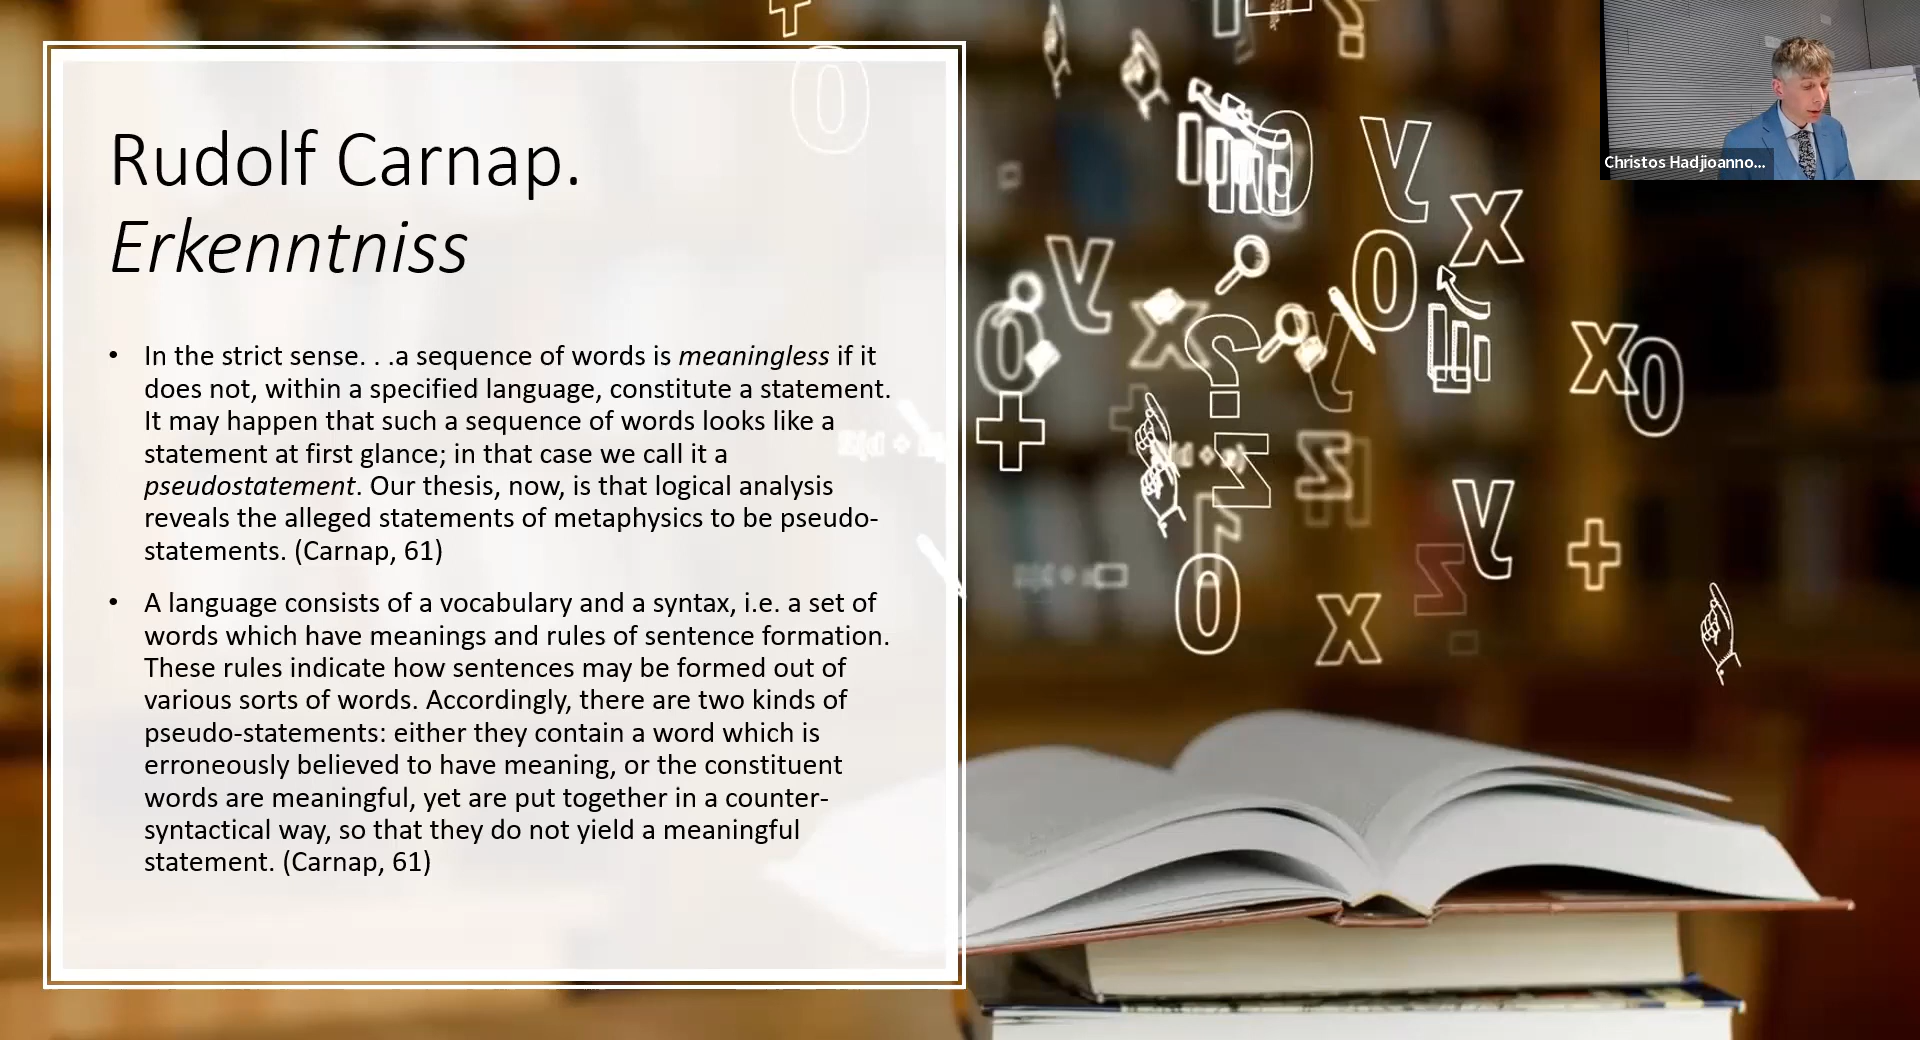 Rudolf Carnap.
Erkenntniss
• In the strict sense. . .a sequence of words is meaningless if it
does not, within a specified language, constitute a statement.
It may happen that such a sequence of words looks like a
statement at first glance; in that case we call it a
pseudostatement. Our thesis, now, is that logical analysis
reveals the alleged statements of metaphysics to be pseudo-
statements. (Carnap, 61)
• A language consists of a vocabulary and a syntax, i.e. a set of
words which have meanings and rules of sentence formation.
These rules indicate how sentences may be formed out of
various sorts of words. Accordingly, there are two kinds of
pseudo-statements: either they contain a word which is
erroneously believed to have meaning, or the constituent
words are meaningful, yet are put together in a counter-
syntactical way, so that they do not yield a meaningful
statement. (Carnap, 61)
Christos Hadjioanno...